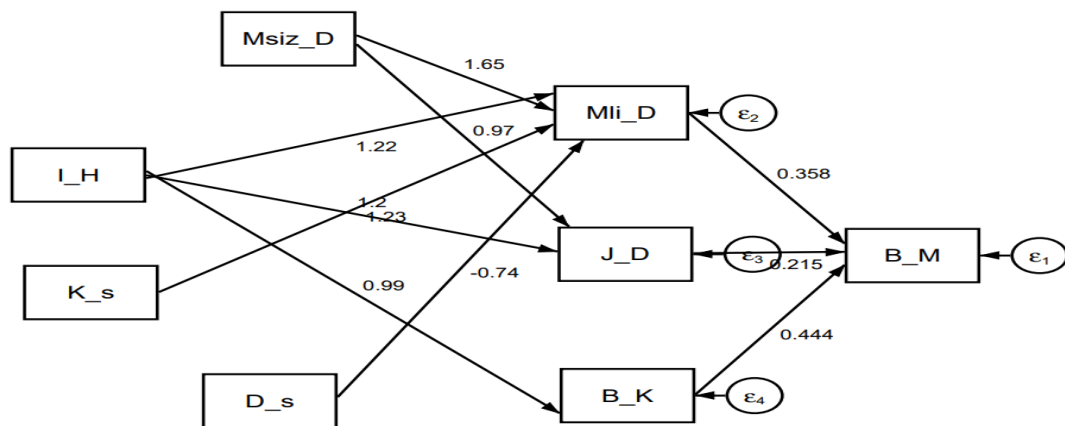 Msiz_D
1.65
Mli_D
ε2
0.97
1.22
I_H
0.358
1.2
1.23
J_D
ε3
0.215
B_M
ε1
-0.74
K_s
0.99
0.444
D_s
B_K
ε4